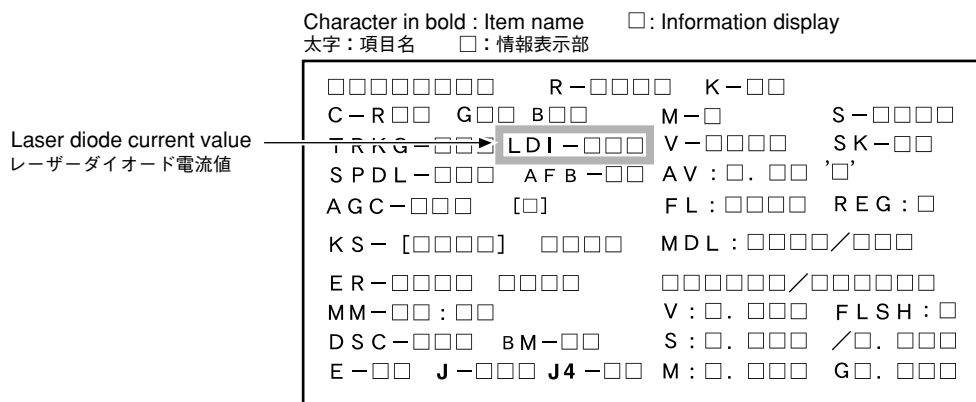 Character in bold : Item name □: Information display
太字：項目名 □：情報表示部
□□□□□□□□ R－□□□□ K－□□
C－R□□ G□□ B□□ M－□ S－□□□□
Laser diode current value
レーザーダイオード電流値
TRKG－□□□ LDI－□□□ V－□□□□ SK－□□
SPDL－□□□ AFB－□□ AV：□．□□ '□'
AGC－□□□ [□] FL：□□□□ REG：□
KS－[□□□□] □□□□ MDL：□□□□／□□□
ER－□□□□ □□□□ □□□□□□／□□□□□□
MM－□□：□□ V：□．□□□ FLSH：□
DSC－□□□ BM－□□ S：□．□□□ ／□．□□□
E－□□ J－□□□ J4－□□ M：□．□□□ G□．□□□